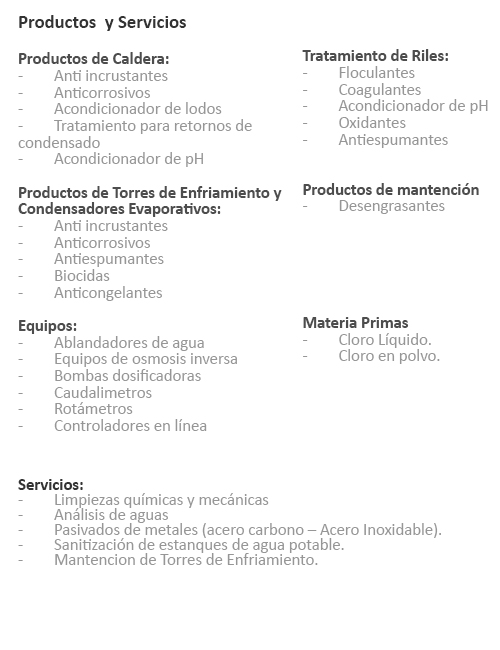 Productos  y Servicios
Productos de Caldera:
- Anti incrustantes
- Anticorrosivos
- Acondicionador de lodos
- Tratamiento para retornos de
condensado
- Acondicionador de pH
Tratamiento de Riles:
- Floculantes
- Coagulantes
- Acondicionador de pH
- Oxidantes
- Antiespumantes
Productos de Torres de Enfriamiento y
Condensadores Evaporativos:
- Anti incrustantes
- Anticorrosivos
- Antiespumantes
- Biocidas
- Anticongelantes
Productos de mantención
- Desengrasantes
Equipos:
- Ablandadores de agua
- Equipos de osmosis inversa
- Bombas dosificadoras
- Caudalimetros
- Rotámetros
- Controladores en línea
Materia Primas
- Cloro Líquido.
- Cloro en polvo.
Servicios:
- Limpiezas químicas y mecánicas
- Análisis de aguas
- Pasivados de metales (acero carbono – Acero Inoxidable).
- Sanitización de estanques de agua potable.
- Mantencion de Torres de Enfriamiento.